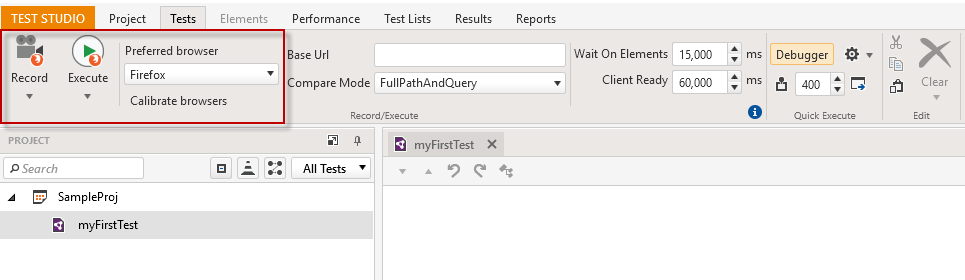 TEST STUDIO Project Tests Elements Performance Test Lists Results Reports
Preferred browser Base Url Wait On Elements 15,000 ms Debugger
Record Execute Firefox Compare Mode FullPathAndQuery Client Ready 60,000 ms 400 Clear
Calibrate browsers
Record/Execute Quick Execute Edit
PROJECT myFirstTest
Search All Tests
SampleProj
myFirstTest